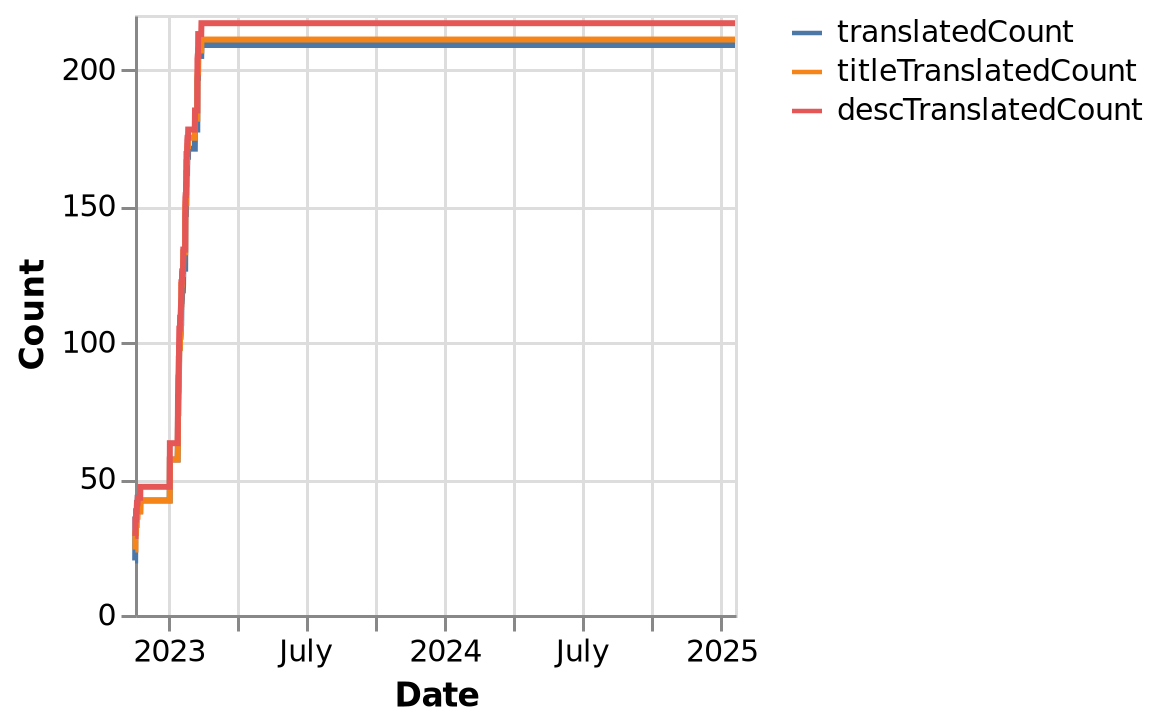 translatedCount
titleTranslatedCount
descTranslatedCount
Count
200
150
100
50
0
2023
July
2024
July
2025
Date